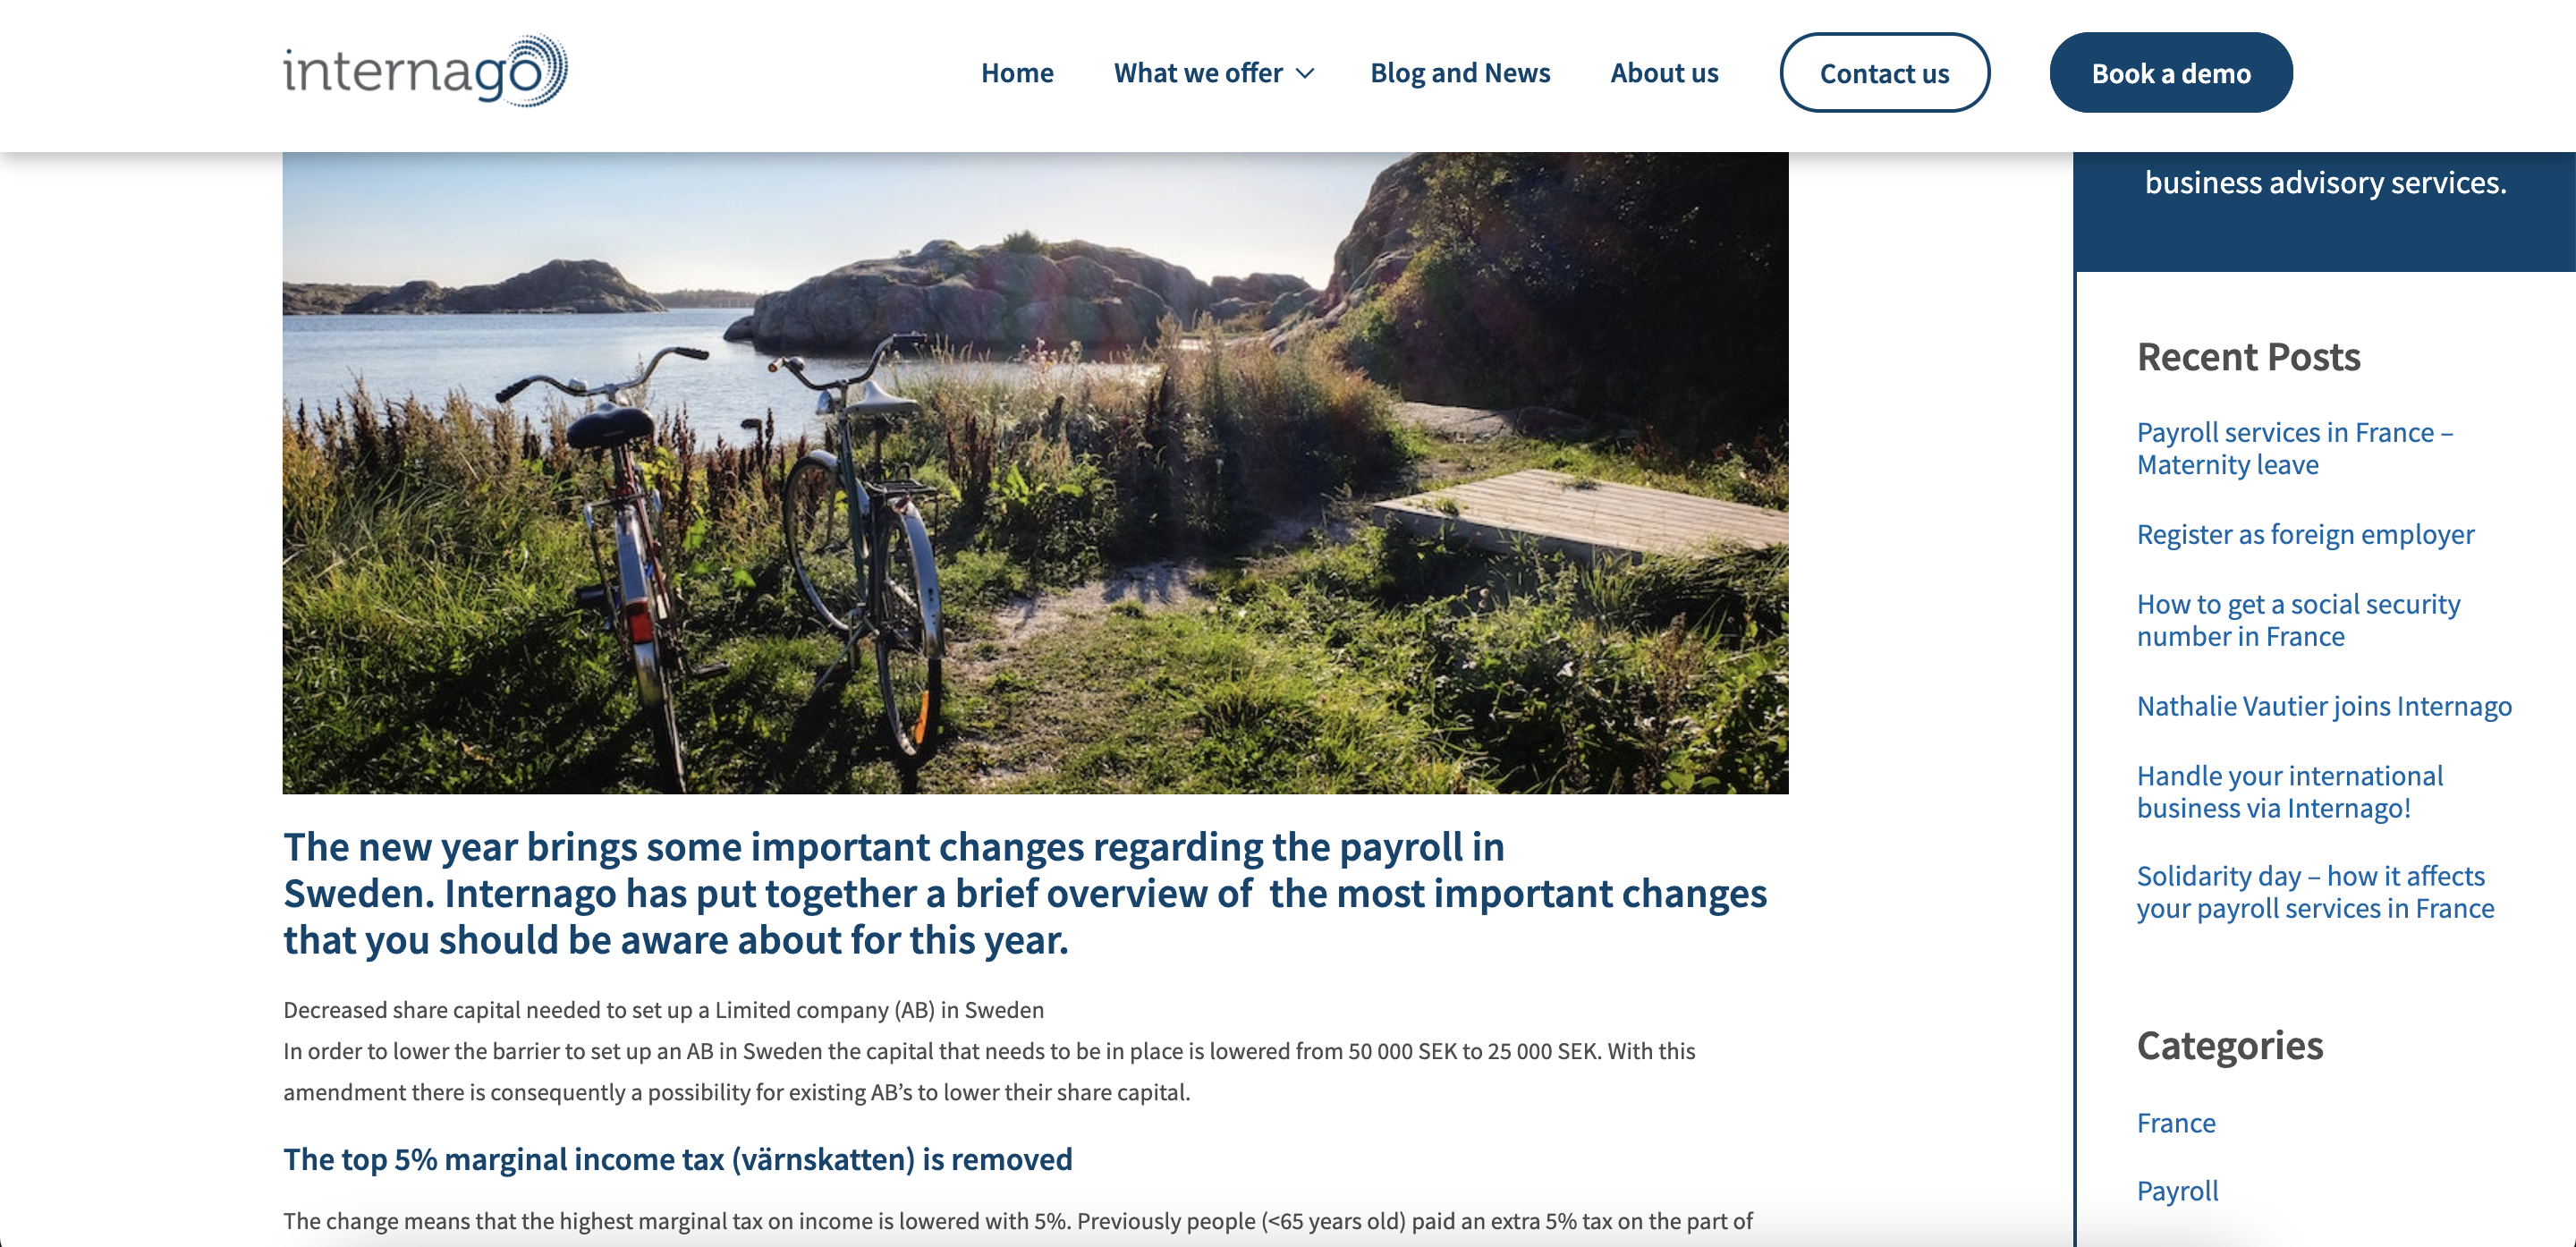 internago
Home
What we offer
Blog and News
About us
Contact us
Book a demo
The new year brings some important changes regarding the payroll in
Sweden. Internago has put together a brief overview of  the most important changes
that you should be aware about for this year.
Decreased share capital needed to set up a Limited company (AB) in Sweden
In order to lower the barrier to set up an AB in Sweden the capital that needs to be in place is lowered from 50 000 SEK to 25 000 SEK. With this
amendment there is consequently a possibility for existing AB’s to lower their share capital.
The top 5% marginal income tax (värnskatten) is removed
The change means that the highest marginal tax on income is lowered with 5%. Previously people (<65 years old) paid an extra 5% tax on the part of
business advisory services.
Recent Posts
Payroll services in France –
Maternity leave
Register as foreign employer
How to get a social security
number in France
Nathalie Vautier joins Internago
Handle your international
business via Internago!
Solidarity day – how it affects
your payroll services in France
Categories
France
Payroll